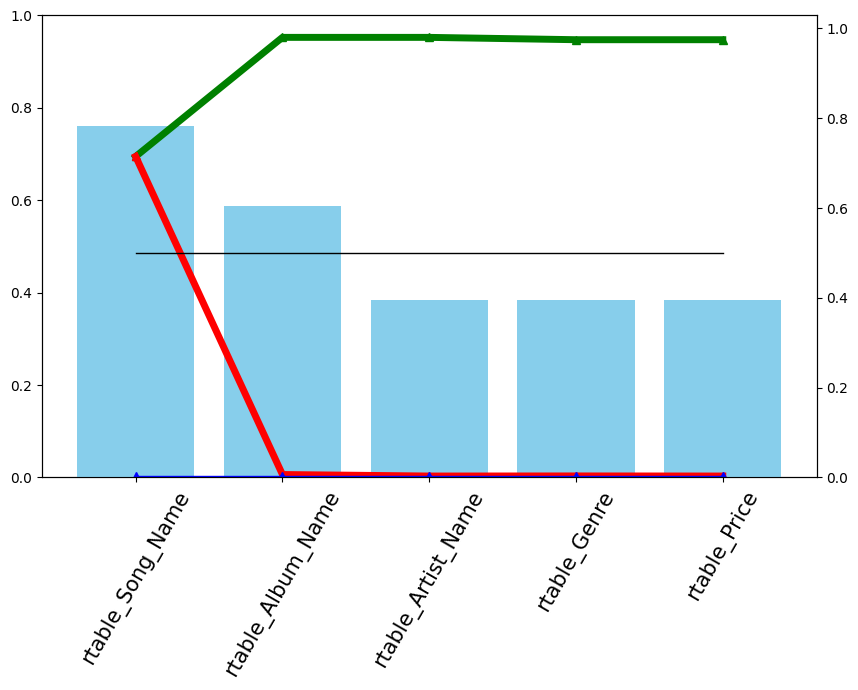 1.0
0.8
0.6
0.4
0.2
0.0
1.0
0.8
0.6
0.4
0.2
0.0
rtable_Song_Name
rtable_Album_Name
rtable_Artist_Name
rtable_Genre
rtable_Price